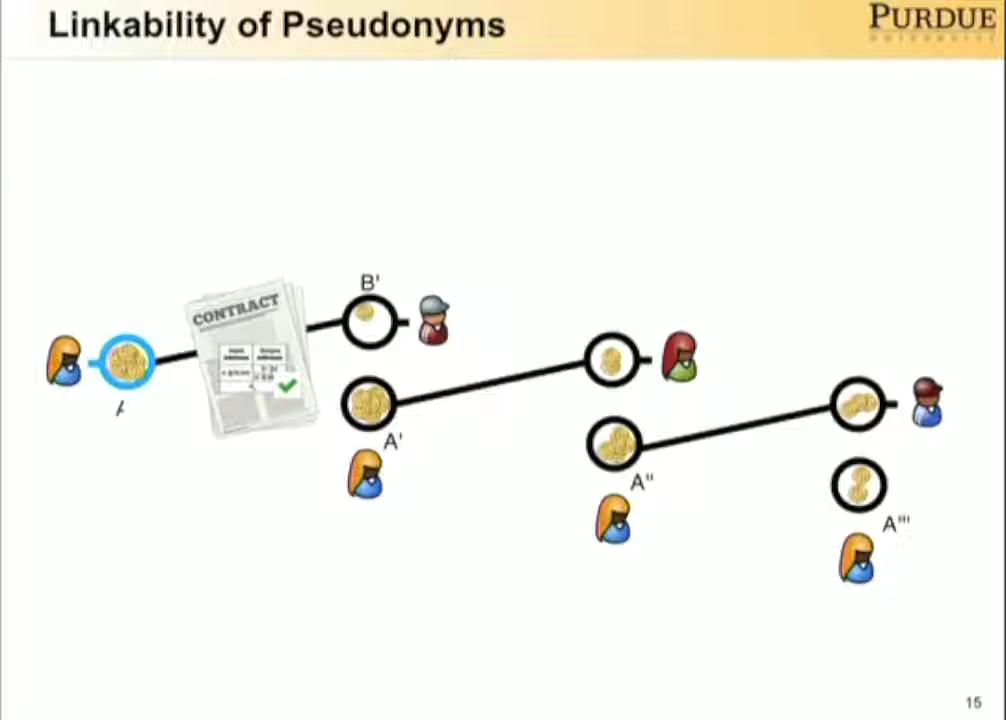 Linkability of Pseudonyms
PURDUE
B'
CONTRACT
A'
A"
A'"
15